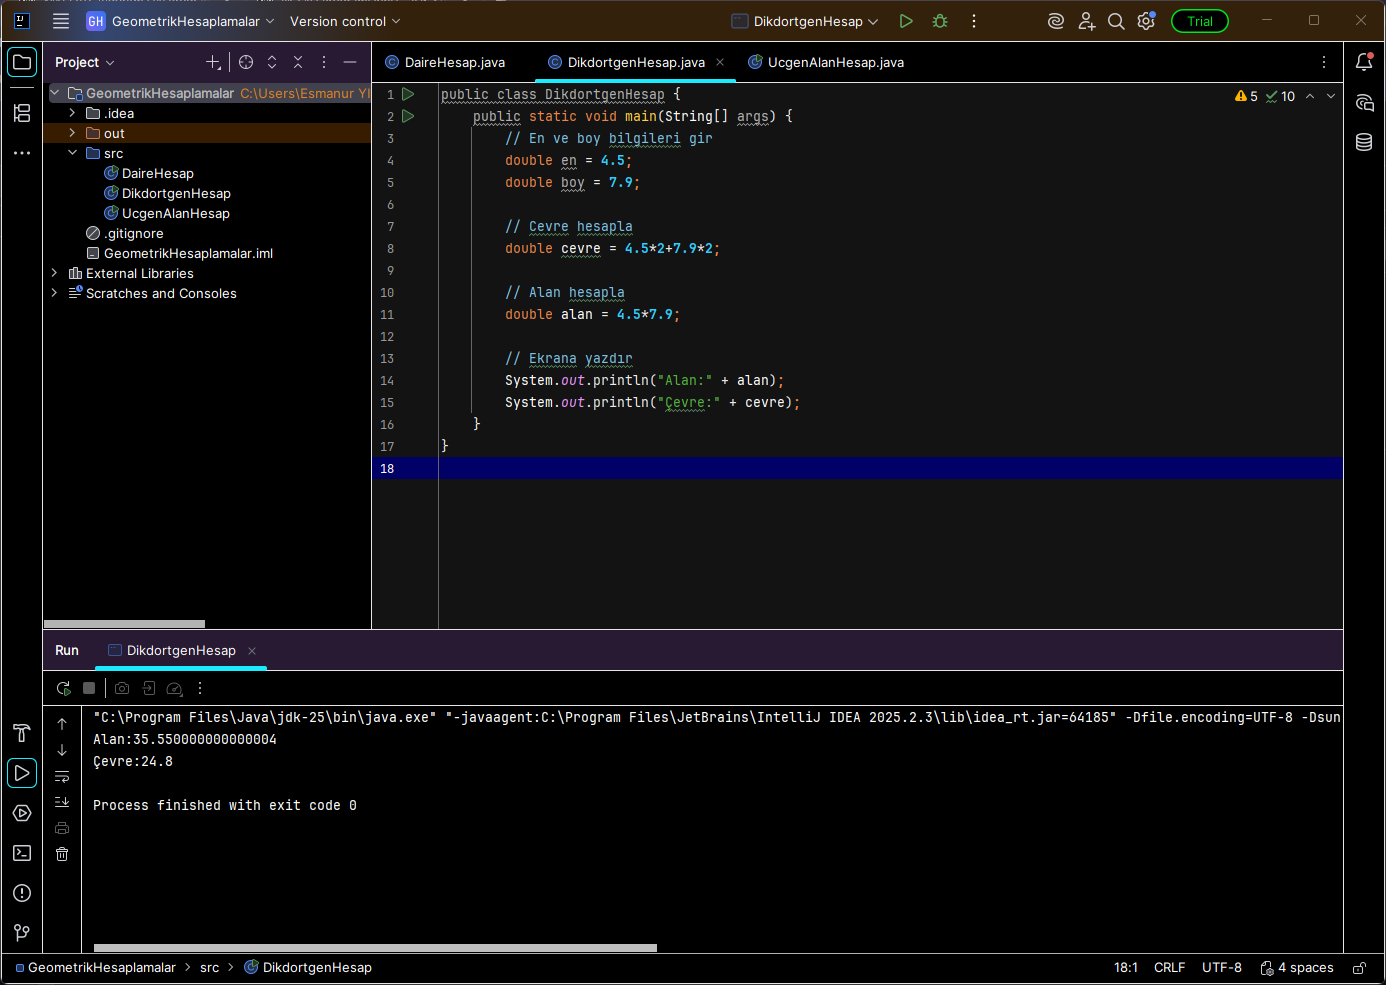 GH GeometrikHesaplamalar Version control DikdortgenHesap Trial
Project
DaireHesap.java DikdortgenHesap.java UcgenAlanHesap.java
GeometrikHesaplamalar C:\Users\Esmanur YI
.idea
out
src
DaireHesap
DikdortgenHesap
UcgenAlanHesap
.gitignore
GeometrikHesaplamalar.iml
External Libraries
Scratches and Consoles
5 10
1 public class DikdortgenHesap {
2 public static void main(String[] args) {
3 // En ve boy bilgileri gir
4 double en = 4.5;
5 double boy = 7.9;
6
7 // Cevre hesapla
8 double cevre = 4.5*2+7.9*2;
9
10 // Alan hesapla
11 double alan = 4.5*7.9;
12
13 // Ekrana yazdır
14 System.out.println("Alan:" + alan);
15 System.out.println("Çevre:" + cevre);
16 }
17 }
18
Run DikdortgenHesap
"C:\Program Files\Java\jdk-25\bin\java.exe" "-javaagent:C:\Program Files\JetBrains\IntelliJ IDEA 2025.2.3\lib\idea_rt.jar=64185" -Dfile.encoding=UTF-8 -Dsun
Alan:35.550000000000004
Çevre:24.8
Process finished with exit code 0
GeometrikHesaplamalar > src > DikdortgenHesap 18:1 CRLF UTF-8 4 spaces